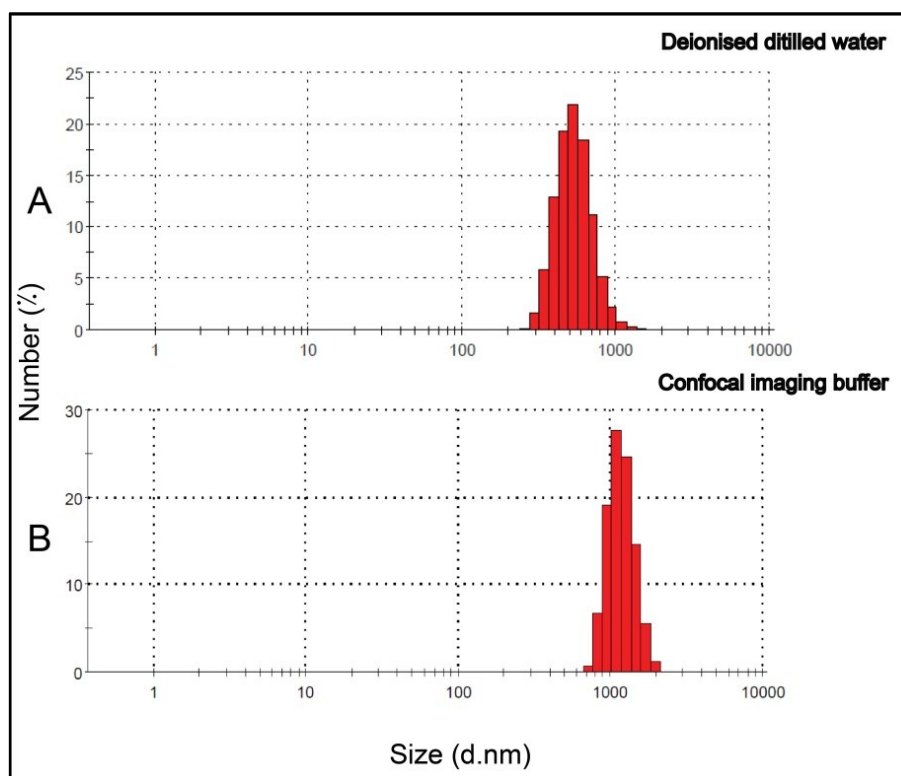 Deionised ditilled water
25
20
15
10
5
0
1 10 100 1000 10000
A
Number (%)
Confocal imaging buffer
30
20
10
0
1 10 100 1000 10000
B
Size (d.nm)